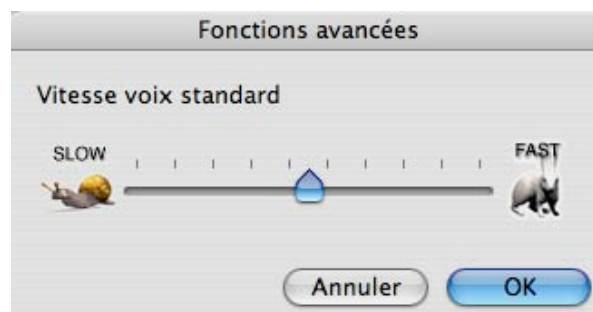 Fonctions avancées
Vitesse voix standard
SLOW FAST
Annuler OK